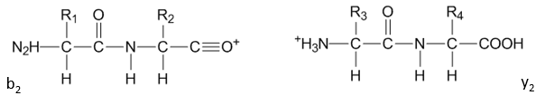 R₁ O R₂
N₂H—C—C—N—C—C≡O⁺
H H H
b₂
R₃ O R₄
⁺H₃N—C—C—N—C—COOH
H H H
y₂